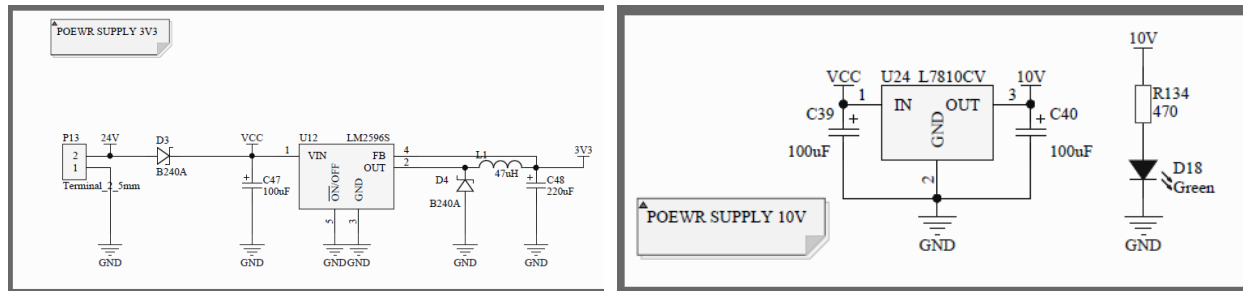 POEWR SUPPLY 3V3
P13
24V
D3
VCC
U12
LM2596S
2
1
Terminal_2_5mm
B240A
1
VIN
FB
OUT
4
2
L1
47uH
3V3
+
C47
100uF
ON/OFF
GND
5
3
D4
B240A
+
C48
220uF
GND
GND
GND
GND
GND
GND
VCC
U24
L7810CV
10V
1
IN
OUT
3
GND
2
C39
+
100uF
+
C40
100uF
GND
POEWR SUPPLY 10V
10V
R134
470
D18
Green
GND